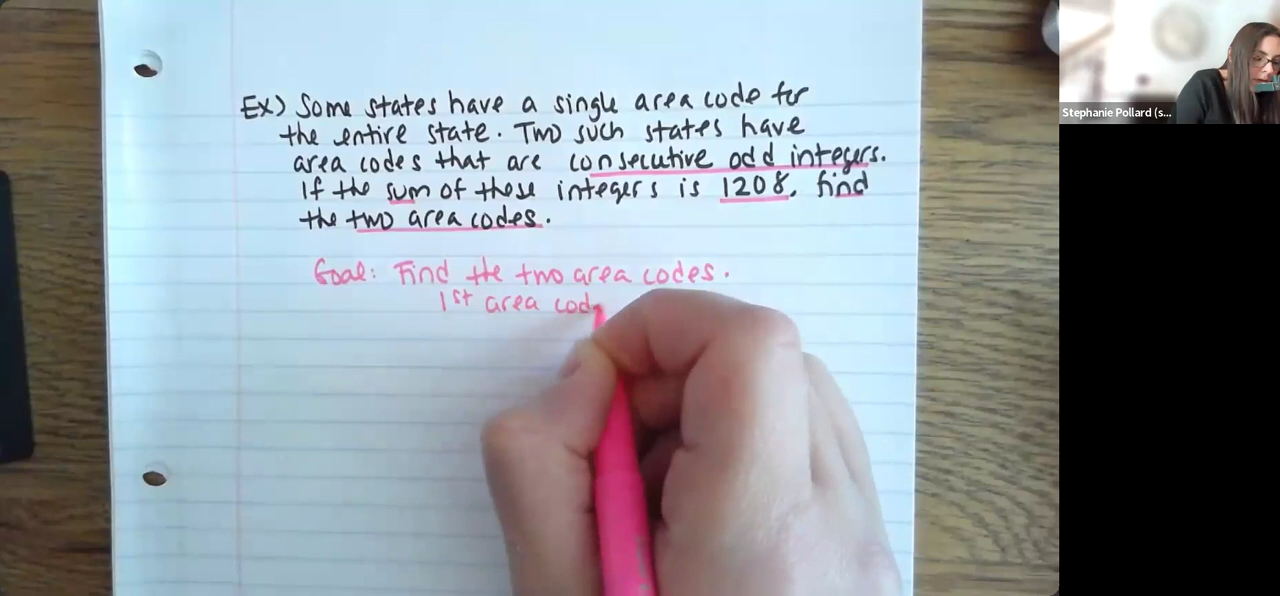 Ex) Some states have a single area code for
the entire state. Two such states have
area codes that are consecutive odd integers.
If the sum of these integers is 1208, find
the two area codes.
Goal: Find the two area codes.
1st area code
Stephanie Pollard (s...